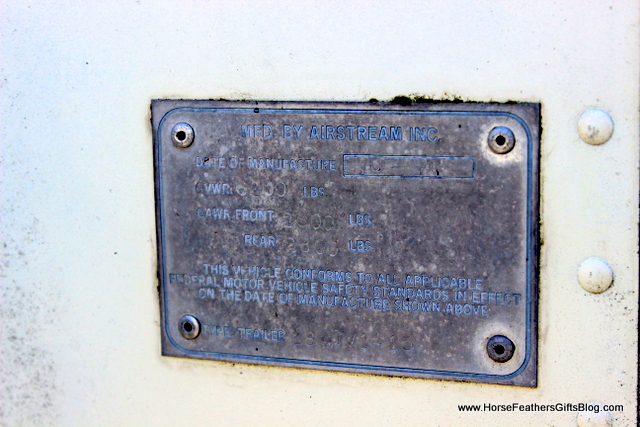 MFD. BY AIRSTREAM INC.
DATE OF MANUFACTURE
GVWR 6200 LBS.
GAWR-FRONT LBS.
REAR LBS.
THIS VEHICLE CONFORMS TO ALL APPLICABLE
FEDERAL MOTOR VEHICLE SAFETY STANDARDS IN EFFECT
ON THE DATE OF MANUFACTURE SHOWN ABOVE.
TYPE/TRAILER
www.HorseFeathersGiftsBlog.com